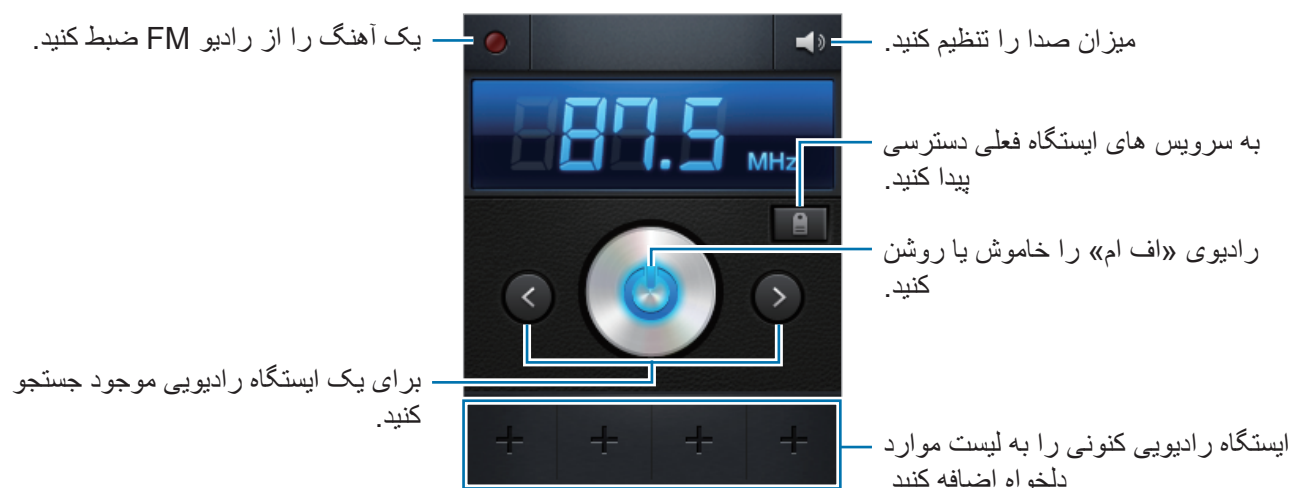 میزان صدا را تنظیم کنید.
یک آهنگ را از رادیو FM ضبط کنید.
87.5 MHz
به سرویس های ایستگاه فعلی دسترسی
پیدا کنید.
رادیوی «اف ام» را خاموش یا روشن
کنید.
برای یک ایستگاه رادیویی موجود جستجو
کنید.
ایستگاه رادیویی کنونی را به لیست موارد
دلخواه اضافه کنید.